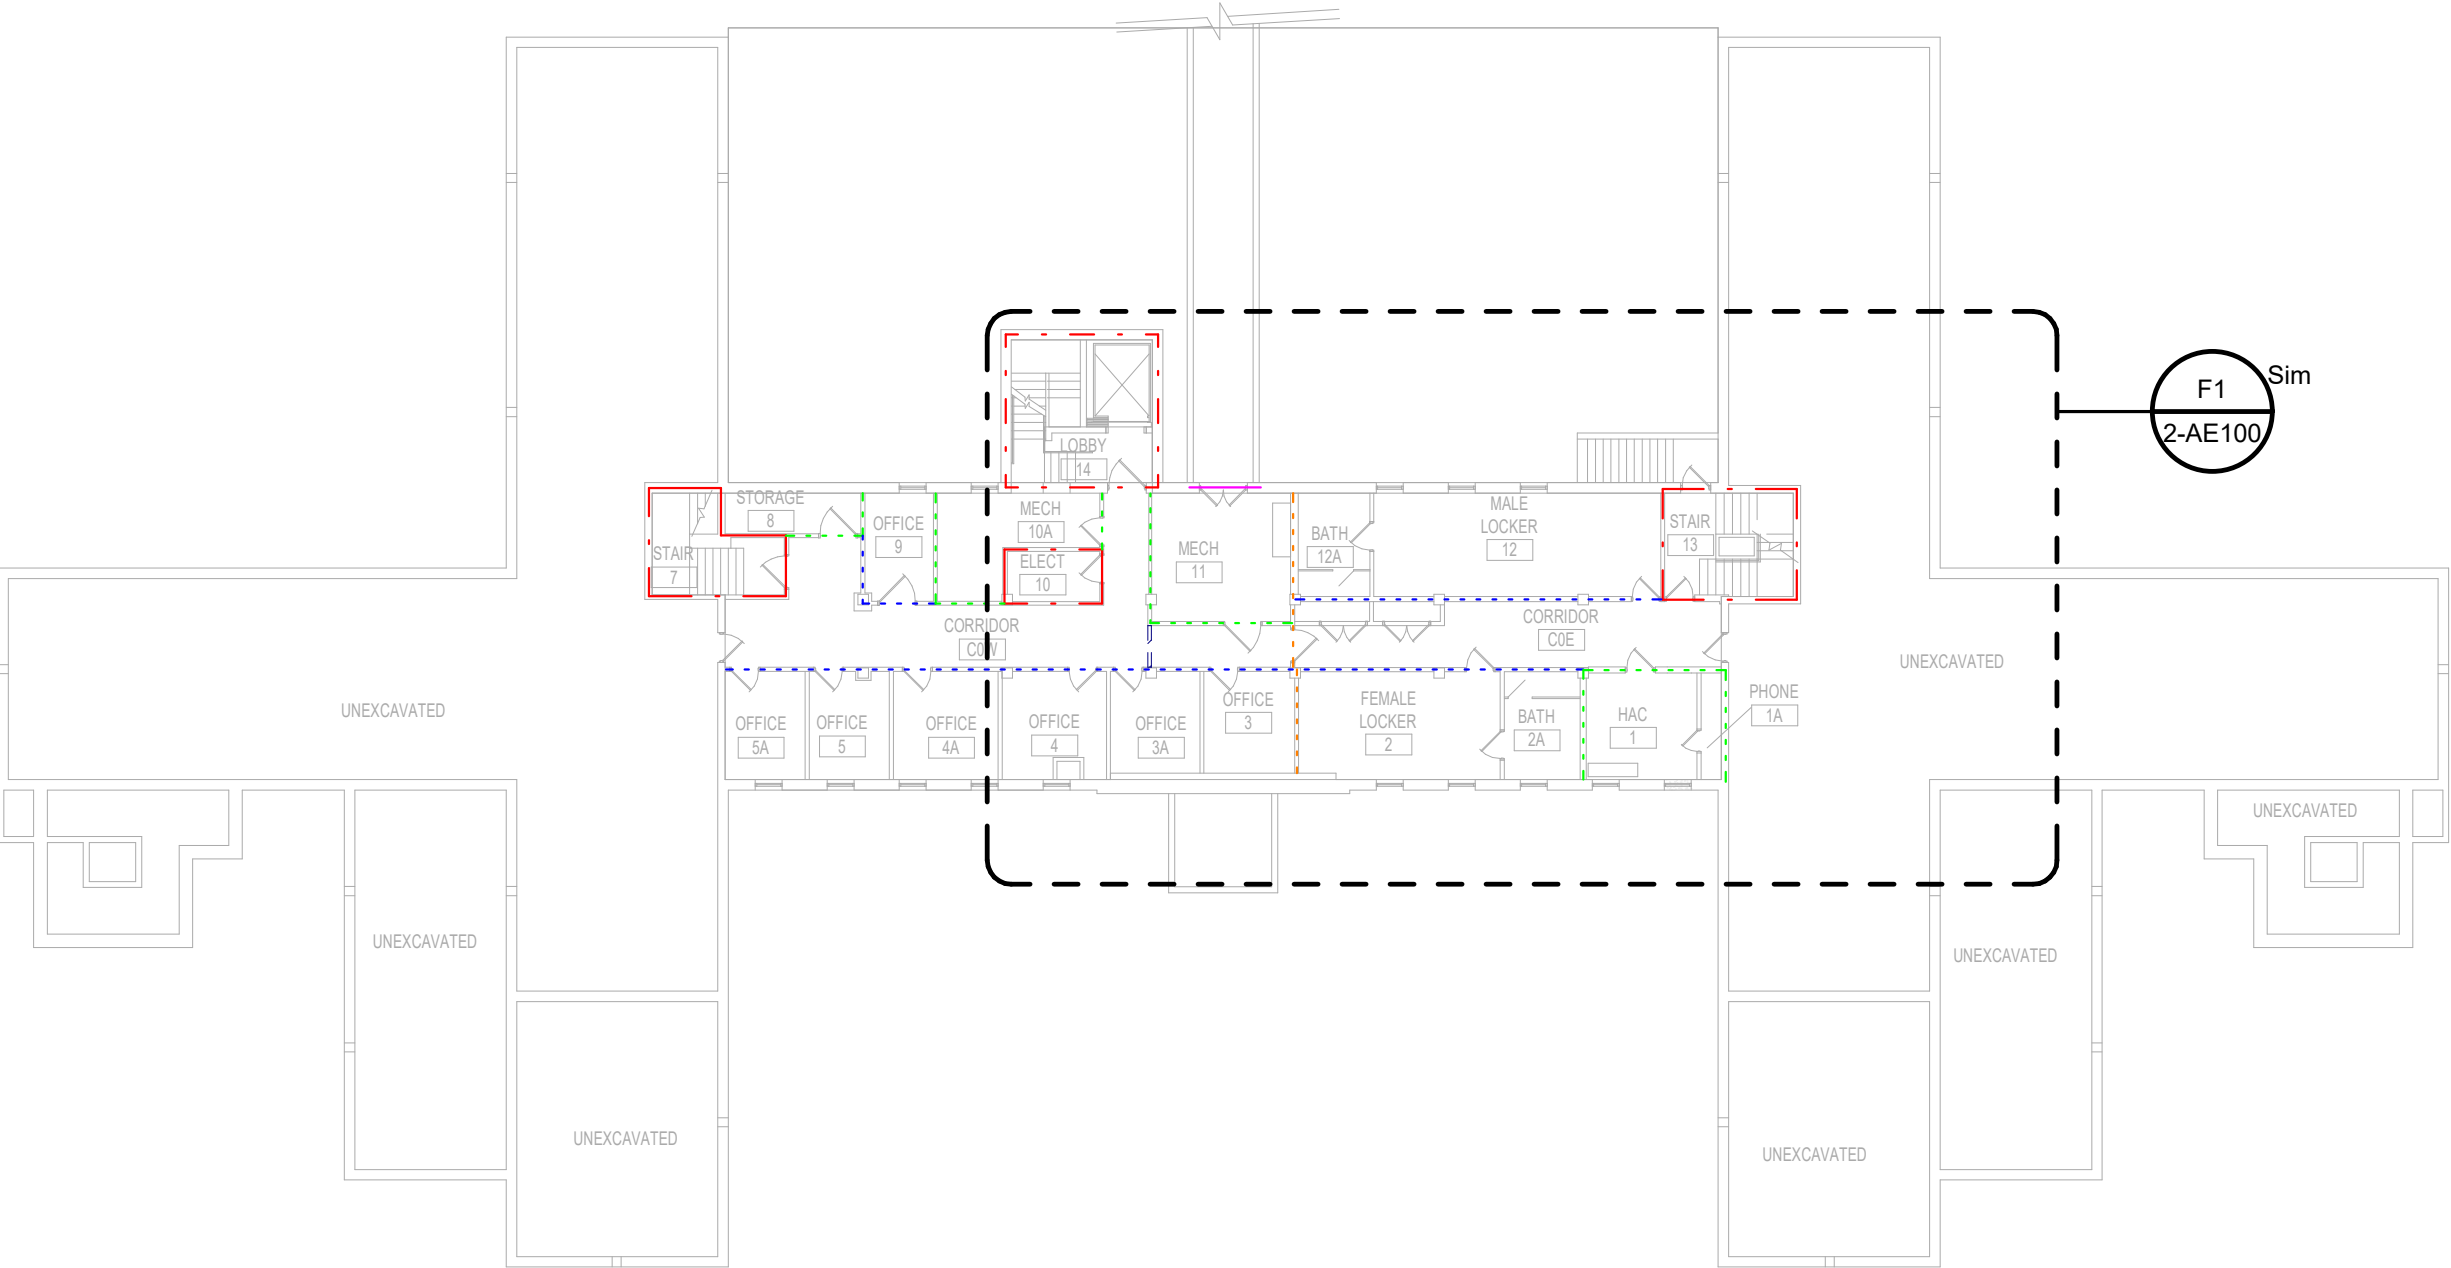 F1
Sim
2-AE100
LOBBY
14
STORAGE
8
STAIR
7
OFFICE
9
MECH
10A
ELECT
10
MECH
11
BATH
12A
MALE
LOCKER
12
STAIR
13
CORRIDOR
C0W
CORRIDOR
C0E
OFFICE
5A
OFFICE
5
OFFICE
4A
OFFICE
4
OFFICE
3A
OFFICE
3
FEMALE
LOCKER
2
BATH
2A
HAC
1
PHONE
1A
UNEXCAVATED
UNEXCAVATED
UNEXCAVATED
UNEXCAVATED
UNEXCAVATED
UNEXCAVATED
UNEXCAVATED